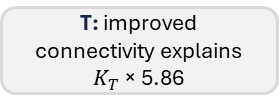 T: improved
connectivity explains
K_T × 5.86